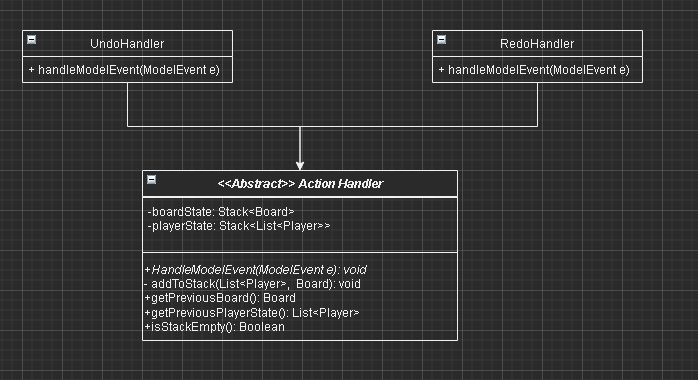 UndoHandler
+ handleModelEvent(ModelEvent e)
RedoHandler
+ handleModelEvent(ModelEvent e)
<<Abstract>> Action Handler
-boardState: Stack<Board>
-playerState: Stack<List<Player>>
+HandleModelEvent(ModelEvent e): void
- addToStack(List<Player>, Board): void
+getPreviousBoard(): Board
+getPreviousPlayerState(): List<Player>
+isStackEmpty(): Boolean